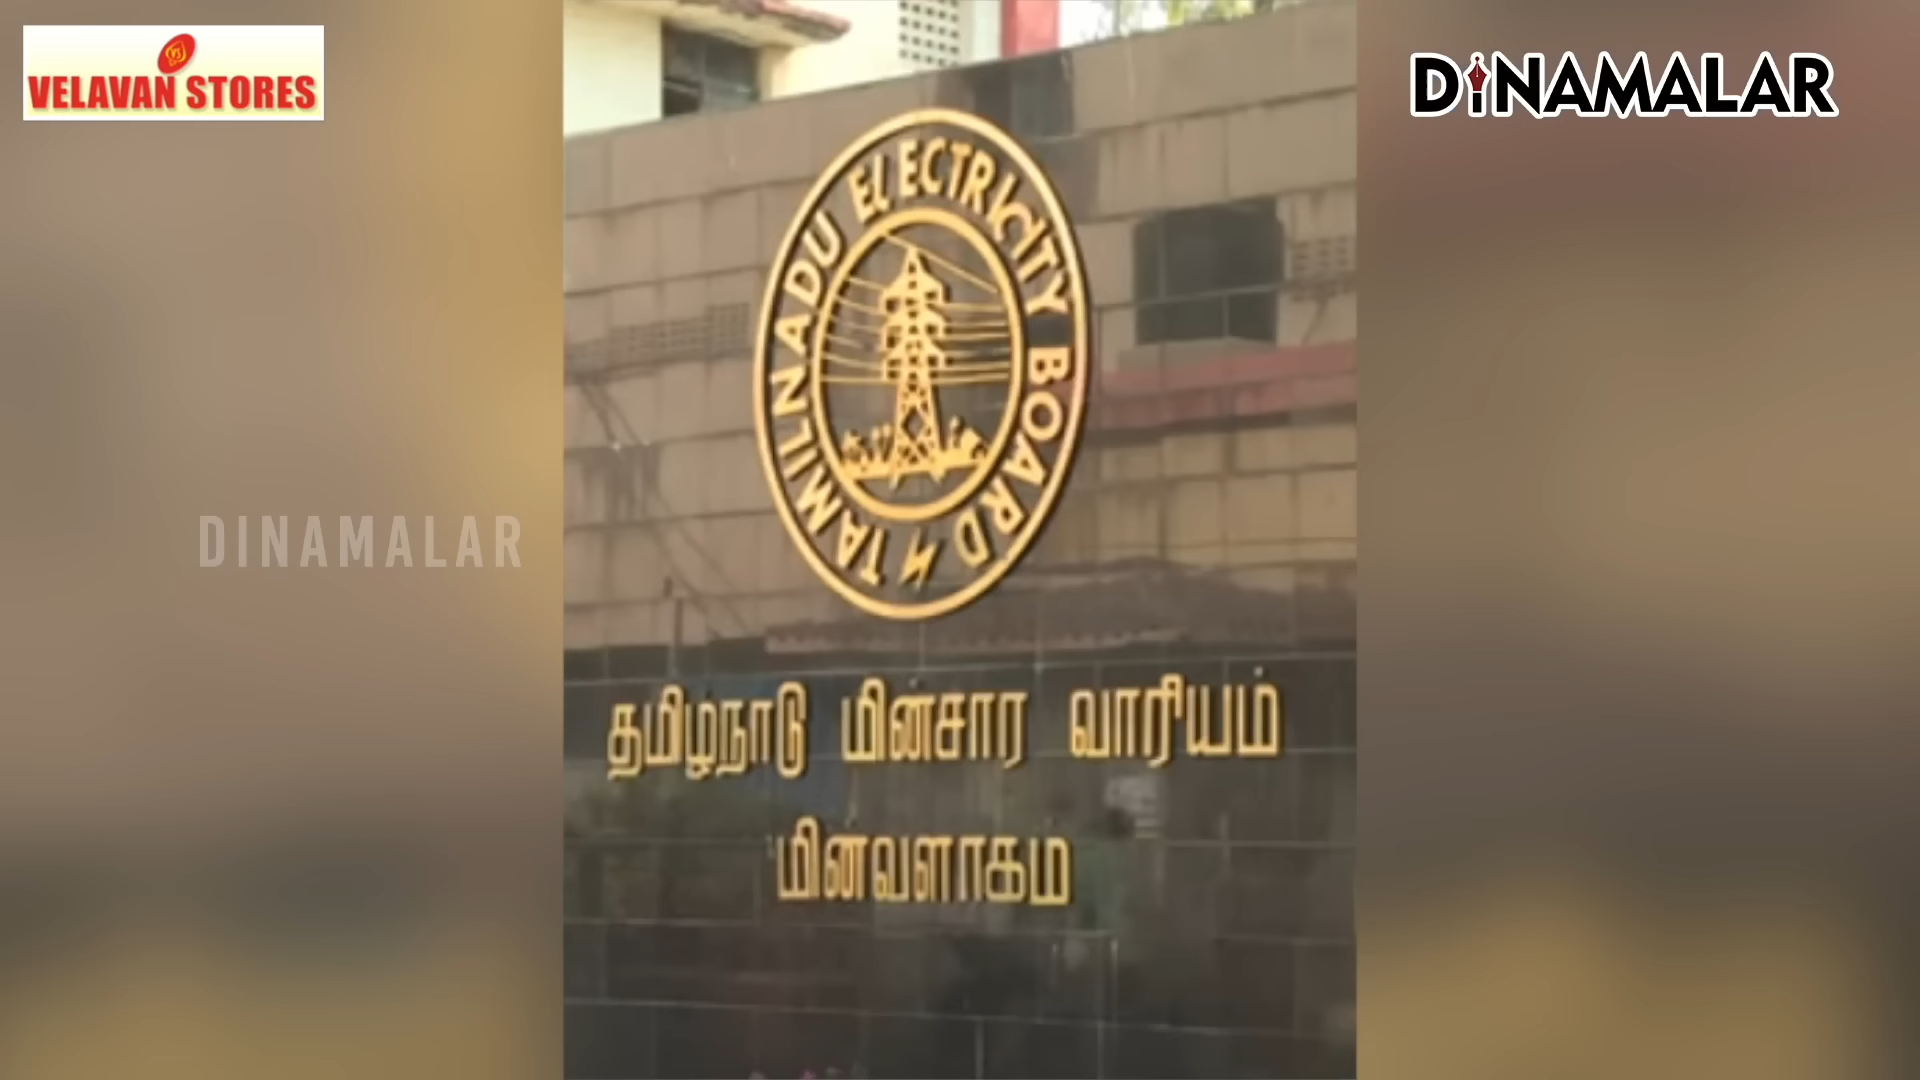 VELAVAN STORES
DINAMALAR
TAMILNADU ELECTRICITY BOARD
DINAMALAR
தமிழ்நாடு மின்சார வாரியம்
மின்வளாகம்